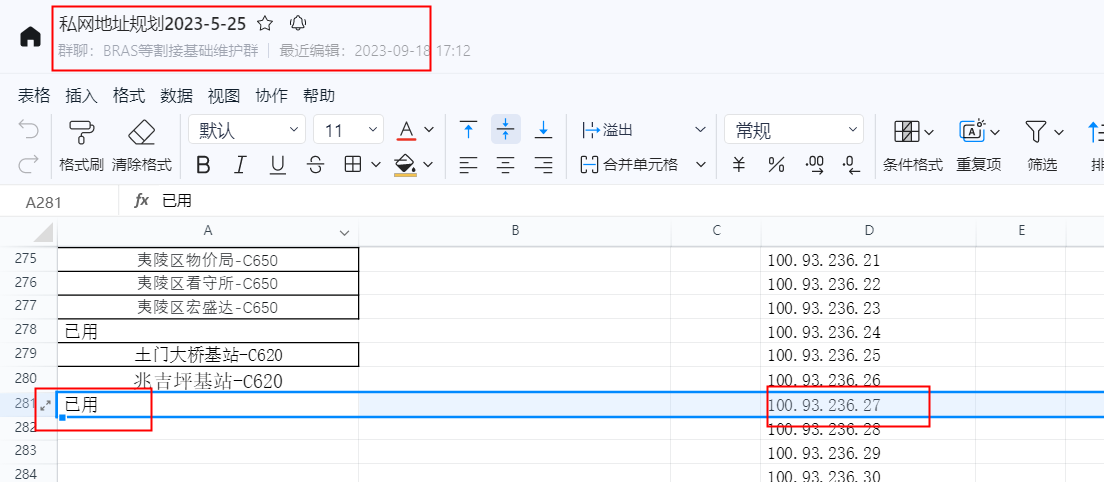 私网地址规划2023-5-25
群聊：BRAS等割接基础维护群 | 最近编辑：2023-09-18 17:12
表格 插入 格式 数据 视图 协作 帮助
默认 11 A 溢出 常规
格式刷 清除格式 B I U S 合并单元格 ¥ % .00 .0 条件格式 重复项 筛选 排
A281 fx 已用
A B C D E
275 夷陵区物价局-C650 100.93.236.21
276 夷陵区看守所-C650 100.93.236.22
277 夷陵区宏盛达-C650 100.93.236.23
278 已用 100.93.236.24
279 土门大桥基站-C620 100.93.236.25
280 兆吉坪基站-C620 100.93.236.26
281 已用 100.93.236.27
282 100.93.236.28
283 100.93.236.29
284 100.93.236.30